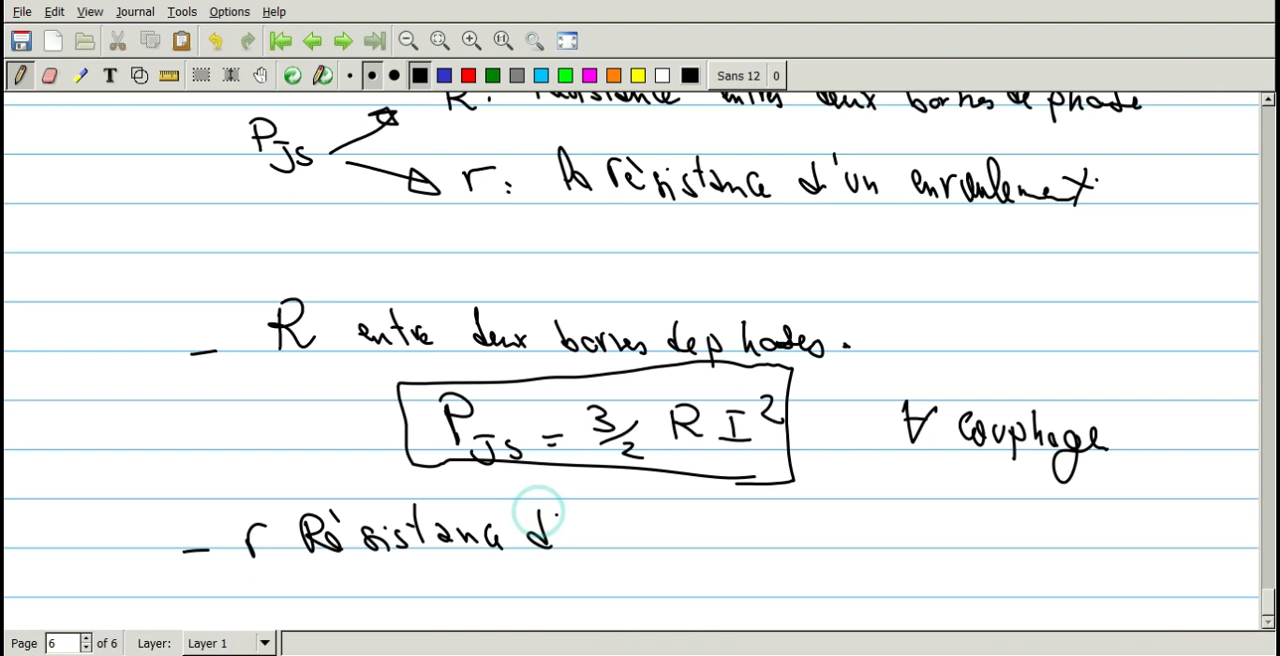 File Edit View Journal Tools Options Help
Sans 12 0
R: résistance entre deux bornes de phase
PJS
r: la résistance d'un enroulement.
- R entre deux bornes de phases.
PJS = 3/2 R I² ∀ couphage
- r Résistance d'
Page 6 of 6 Layer: Layer 1